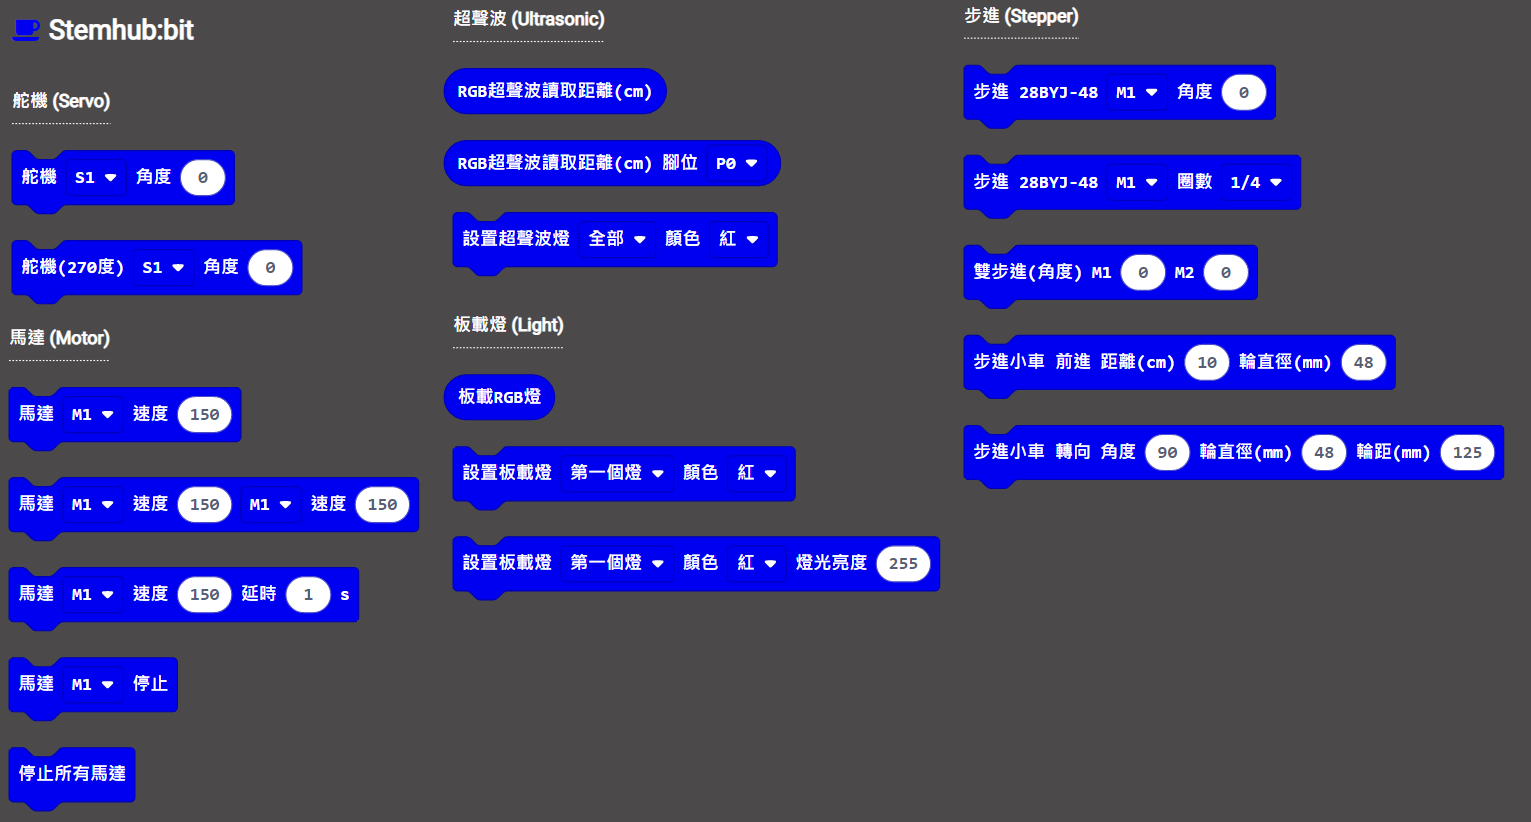 Stemhub:bit
舵機 (Servo)
舵機 S1 角度 0
舵機(270度) S1 角度 0
馬達 (Motor)
馬達 M1 速度 150
馬達 M1 速度 150 M1 速度 150
馬達 M1 速度 150 延時 1 s
馬達 M1 停止
停止所有馬達
超聲波 (Ultrasonic)
RGB超聲波讀取距離(cm)
RGB超聲波讀取距離(cm) 腳位 P0
設置超聲波燈 全部 顏色 紅
板載燈 (Light)
板載RGB燈
設置板載燈 第一個燈 顏色 紅
設置板載燈 第一個燈 顏色 紅 燈光亮度 255
步進 (Stepper)
步進 28BYJ-48 M1 角度 0
步進 28BYJ-48 M1 圈數 1/4
雙步進(角度) M1 0 M2 0
步進小車 前進 距離(cm) 10 輪直徑(mm) 48
步進小車 轉向 角度 90 輪直徑(mm) 48 輪距(mm) 125